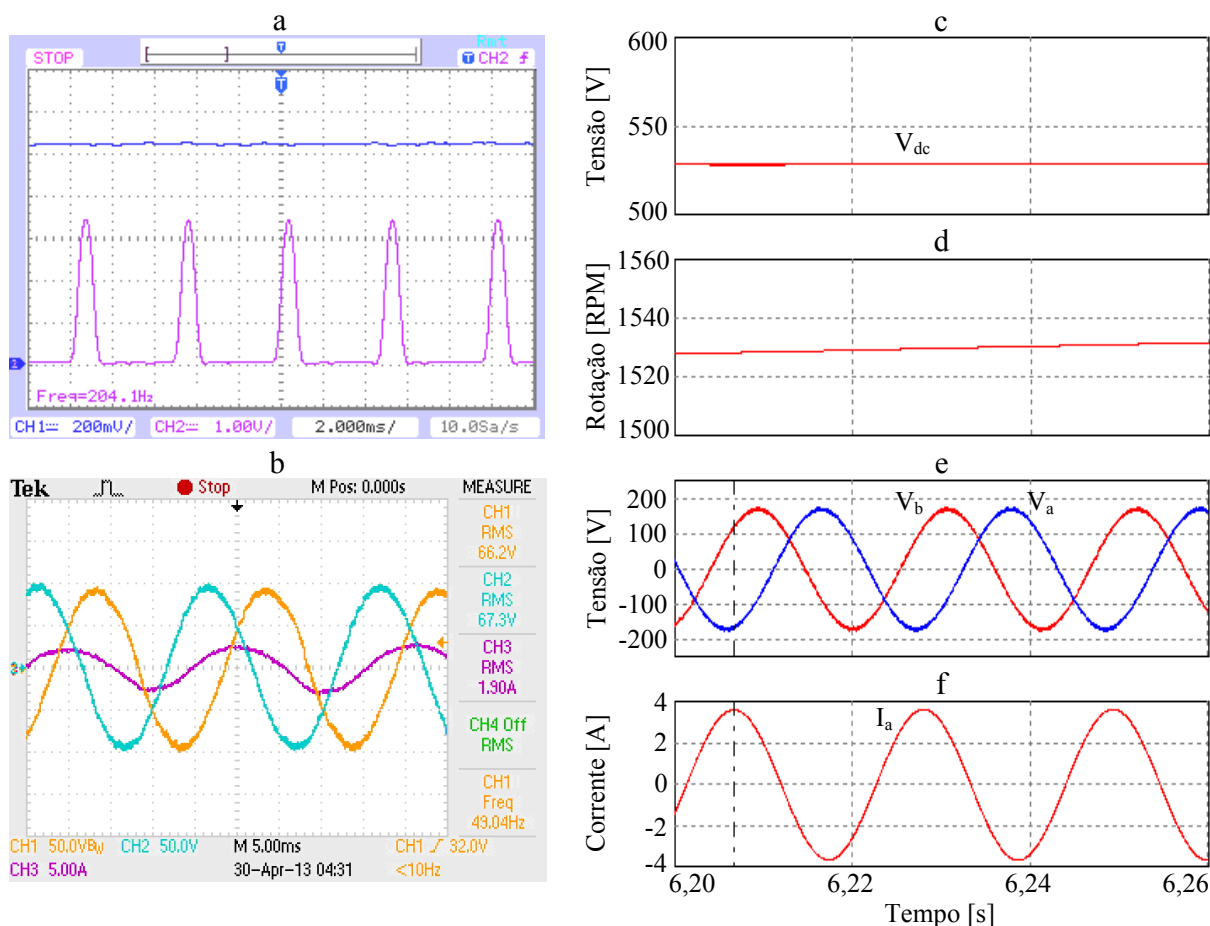 a
Rmt
STOP
T CH2
T
T
2
Freq=204.1Hz
CH1 200mV/ CH2 1.00V/ 2.000ms/ 10.0Sa/s
b
Tek Stop M Pos: 0.000s MEASURE
CH1
RMS
66.2V
CH2
RMS
67.3V
CH3
RMS
1.90A
CH4 Off
RMS
CH1
Freq
49.04Hz
CH1 50.0VBw CH2 50.0V M 5.00ms CH1 32.0V
CH3 5.00A 30-Apr-13 04:31 <10Hz
c
Tensão [V]
600
550
500
Vdc
d
Rotação [RPM]
1560
1540
1520
1500
e
Tensão [V]
200
100
0
-100
-200
Vb Va
f
Corrente [A]
4
2
0
-2
-4
Ia
6,20 6,22 6,24 6,26
Tempo [s]